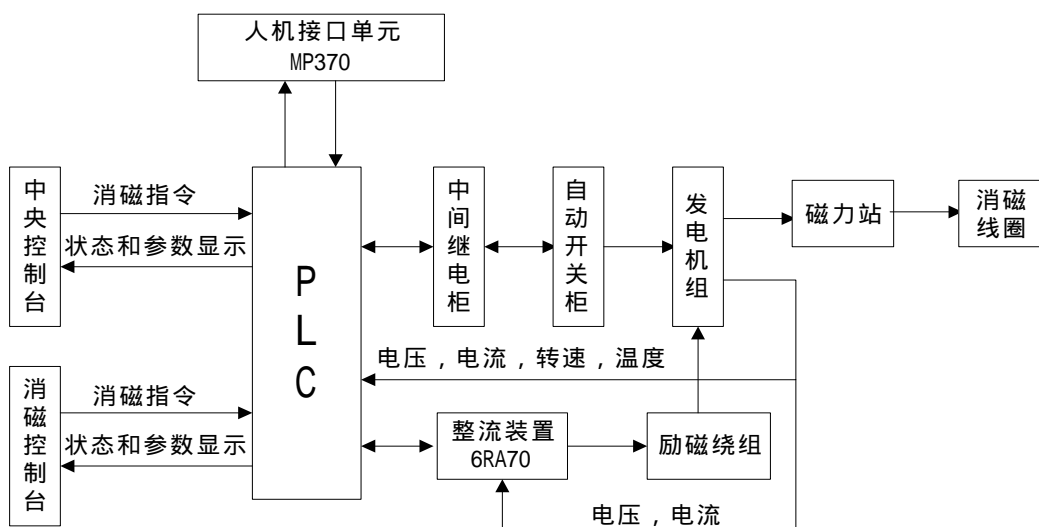 人机接口单元
MP370
中央控制台
消磁指令
状态和参数显示
PLC
中间继电柜
自动开关柜
发电机组
磁力站
消磁
线圈
电压，电流，转速，温度
消磁控制台
消磁指令
状态和参数显示
整流装置
6RA70
励磁绕组
电压，电流